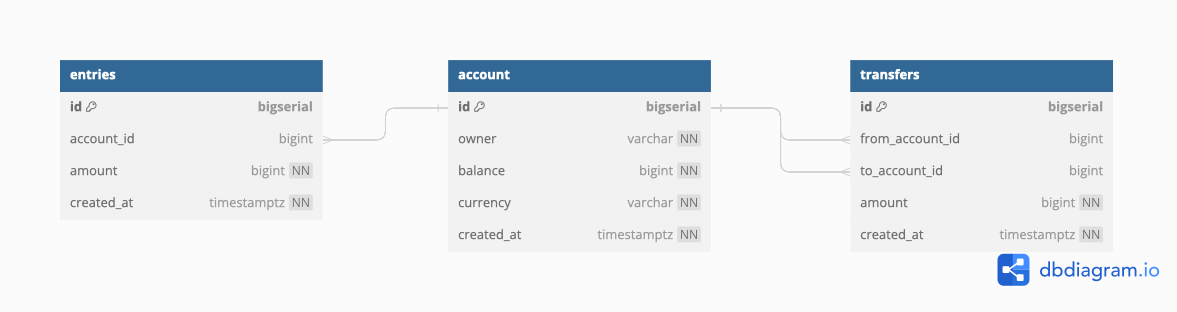 entries
id bigserial
account_id bigint
amount bigint NN
created_at timestamptz NN
account
id bigserial
owner varchar NN
balance bigint NN
currency varchar NN
created_at timestamptz NN
transfers
id bigserial
from_account_id bigint
to_account_id bigint
amount bigint NN
created_at timestamptz NN
dbdiagram.io